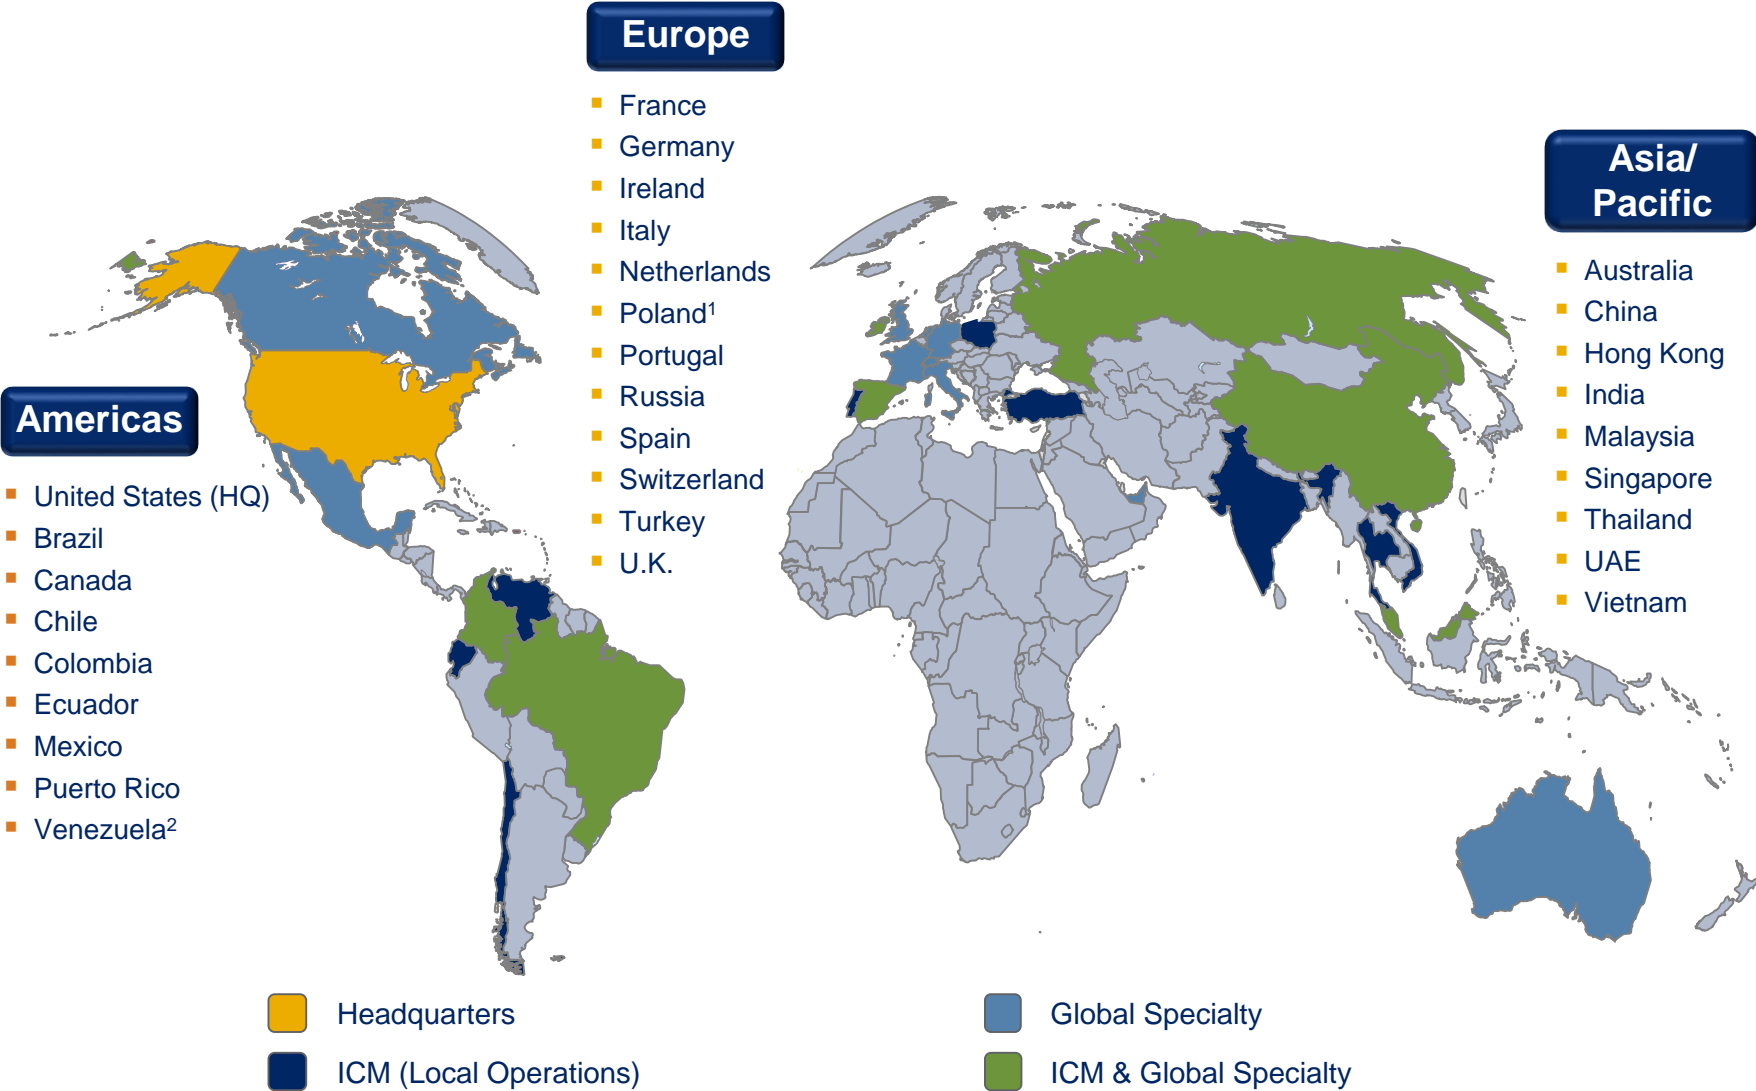 Europe
France
Germany
Ireland
Italy
Netherlands
Poland¹
Portugal
Russia
Spain
Switzerland
Turkey
U.K.
Asia/
Pacific
Australia
China
Hong Kong
India
Malaysia
Singapore
Thailand
UAE
Vietnam
Americas
United States (HQ)
Brazil
Canada
Chile
Colombia
Ecuador
Mexico
Puerto Rico
Venezuela²
Headquarters
ICM (Local Operations)
Global Specialty
ICM & Global Specialty